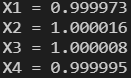 X1 = 0.999973
X2 = 1.000016
X3 = 1.000008
X4 = 0.999995